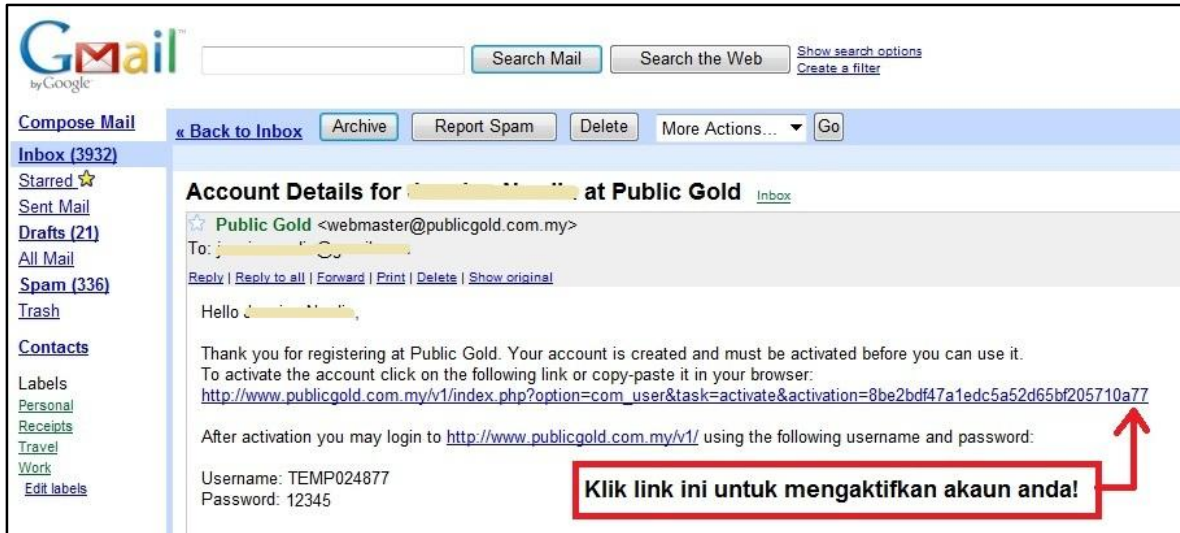 Gmail
by Google
Search Mail
Search the Web
Show search options
Create a filter
Compose Mail
Inbox (3932)
Starred
Sent Mail
Drafts (21)
All Mail
Spam (336)
Trash
Contacts
Labels
Personal
Receipts
Travel
Work
Edit labels
« Back to Inbox
Archive
Report Spam
Delete
More Actions...
Go
Account Details for at Public Gold Inbox
Public Gold <webmaster@publicgold.com.my>
To:
Reply | Reply to all | Forward | Print | Delete | Show original
Hello ,
Thank you for registering at Public Gold. Your account is created and must be activated before you can use it.
To activate the account click on the following link or copy-paste it in your browser:
http://www.publicgold.com.my/v1/index.php?option=com_user&task=activate&activation=8be2bdf47a1edc5a52d65bf205710a77
After activation you may login to http://www.publicgold.com.my/v1/ using the following username and password:
Username: TEMP024877
Password: 12345
Klik link ini untuk mengaktifkan akaun anda!